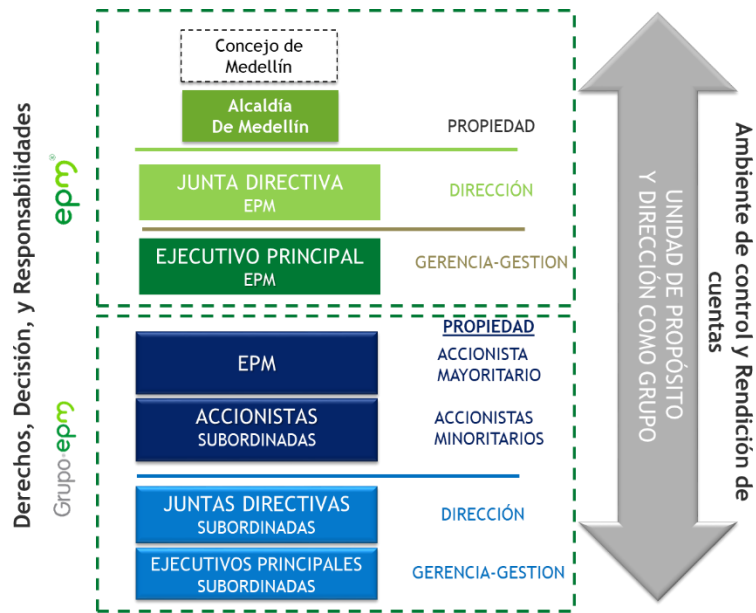 Derechos, Decisión, y Responsabilidades
epm®
Concejo de
Medellín
Alcaldía
De Medellín
PROPIEDAD
JUNTA DIRECTIVA
EPM
DIRECCIÓN
EJECUTIVO PRINCIPAL
EPM
GERENCIA-GESTION
Grupo·epm
PROPIEDAD
EPM
ACCIONISTA
MAYORITARIO
ACCIONISTAS
SUBORDINADAS
ACCIONISTAS
MINORITARIOS
JUNTAS DIRECTIVAS
SUBORDINADAS
DIRECCIÓN
EJECUTIVOS PRINCIPALES
SUBORDINADAS
GERENCIA-GESTION
UNIDAD DE PROPÓSITO
Y DIRECCIÓN COMO GRUPO
Ambiente de control y Rendición de
cuentas